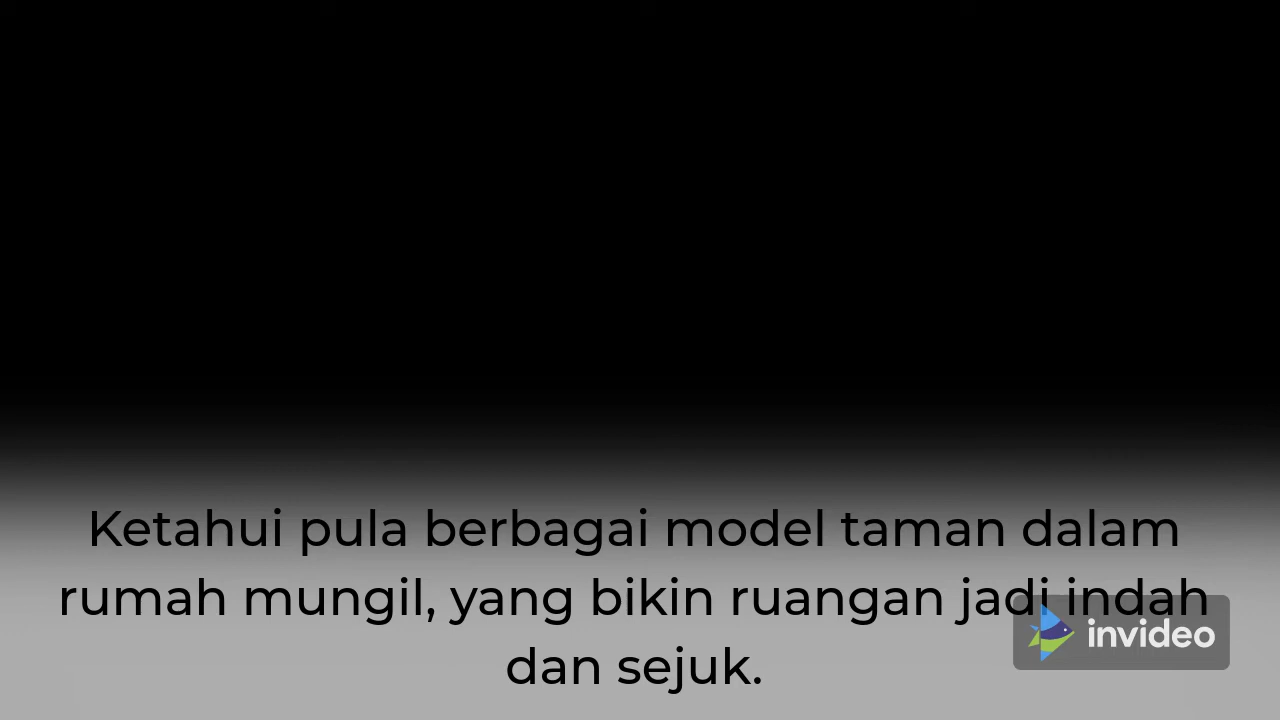 Ketahui pula berbagai model taman dalam
rumah mungil, yang bikin ruangan jadi indah
invideo
dan sejuk.